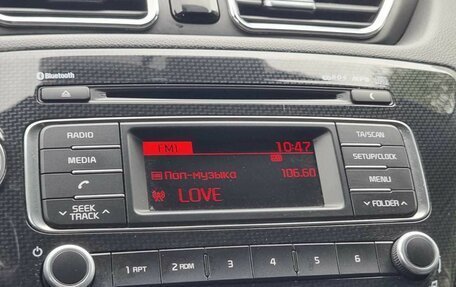 Bluetooth
RADIO
MEDIA
SEEK
TRACK
FM1 10:47
Поп-музыка 106.60
LOVE
TA/SCAN
SETUP/CLOCK
MENU
FOLDER
1 RPT 2 RDM 3 4 5 6